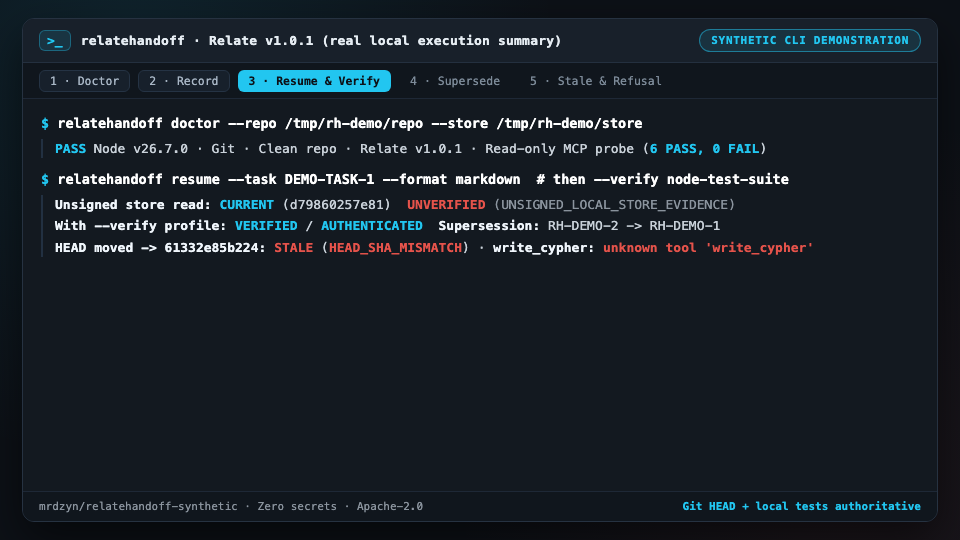 >_ relatehandoff · Relate v1.0.1 (real local execution summary) SYNTHETIC CLI DEMONSTRATION
1 · Doctor 2 · Record 3 · Resume & Verify 4 · Supersede 5 · Stale & Refusal
$ relatehandoff doctor --repo /tmp/rh-demo/repo --store /tmp/rh-demo/store
PASS Node v26.7.0 · Git · Clean repo · Relate v1.0.1 · Read-only MCP probe (6 PASS, 0 FAIL)
$ relatehandoff resume --task DEMO-TASK-1 --format markdown # then --verify node-test-suite
Unsigned store read: CURRENT (d79860257e81) UNVERIFIED (UNSIGNED_LOCAL_STORE_EVIDENCE)
With --verify profile: VERIFIED / AUTHENTICATED Supersession: RH-DEMO-2 -> RH-DEMO-1
HEAD moved -> 61332e85b224: STALE (HEAD_SHA_MISMATCH) · write_cypher: unknown tool 'write_cypher'
mrdzyn/relatehandoff-synthetic · Zero secrets · Apache-2.0 Git HEAD + local tests authoritative